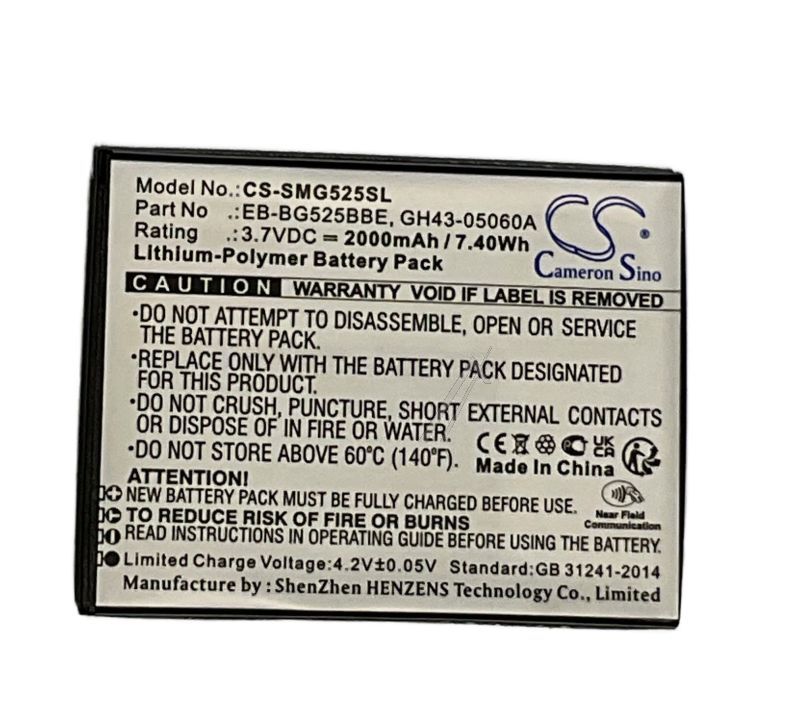 Model No.:CS-SMG525SL
Part No .:EB-BG525BBE, GH43-05060A
Rating .:3.7VDC ⎓ 2000mAh / 7.40Wh
Lithium-Polymer Battery Pack
CS
Cameron Sino
CAUTION WARRANTY VOID IF LABEL IS REMOVED
•DO NOT ATTEMPT TO DISASSEMBLE, OPEN OR SERVICE
THE BATTERY PACK.
•REPLACE ONLY WITH THE BATTERY PACK DESIGNATED
FOR THIS PRODUCT.
•DO NOT CRUSH, PUNCTURE, SHORT EXTERNAL CONTACTS
OR DISPOSE OF IN FIRE OR WATER.
•DO NOT STORE ABOVE 60°C (140°F).
CE UK CA
Made In China
ATTENTION!
NEW BATTERY PACK MUST BE FULLY CHARGED BEFORE USE.
TO REDUCE RISK OF FIRE OR BURNS
READ INSTRUCTIONS IN OPERATING GUIDE BEFORE USE.
Near Field
Communication
Limited Charge Voltage:4.2V±0.05V Standard:GB 31241-2014
Manufacture by : ShenZhen HENZENS Technology Co., Limited